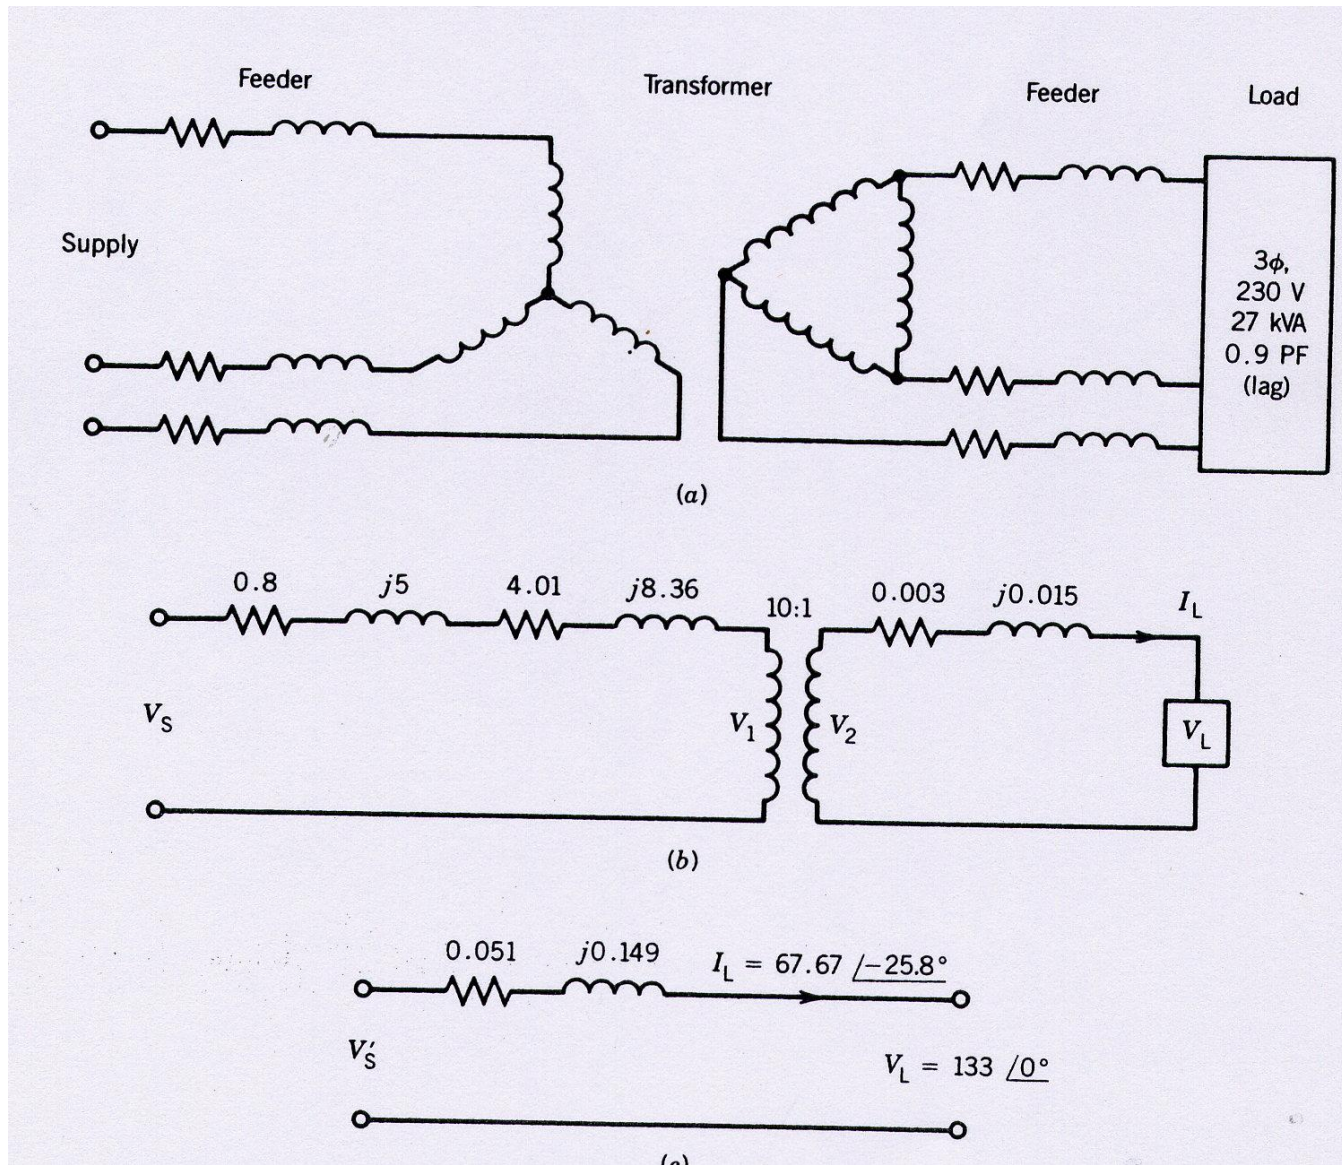 Feeder
Transformer
Feeder
Load
Supply
3ϕ,
230 V
27 kVA
0.9 PF
(lag)
(a)
0.8
j5
4.01
j8.36
10:1
0.003
j0.015
I_L
V_S
V_1
V_2
V_L
(b)
0.051
j0.149
I_L = 67.67 /−25.8°
V′_S
V_L = 133 /0°